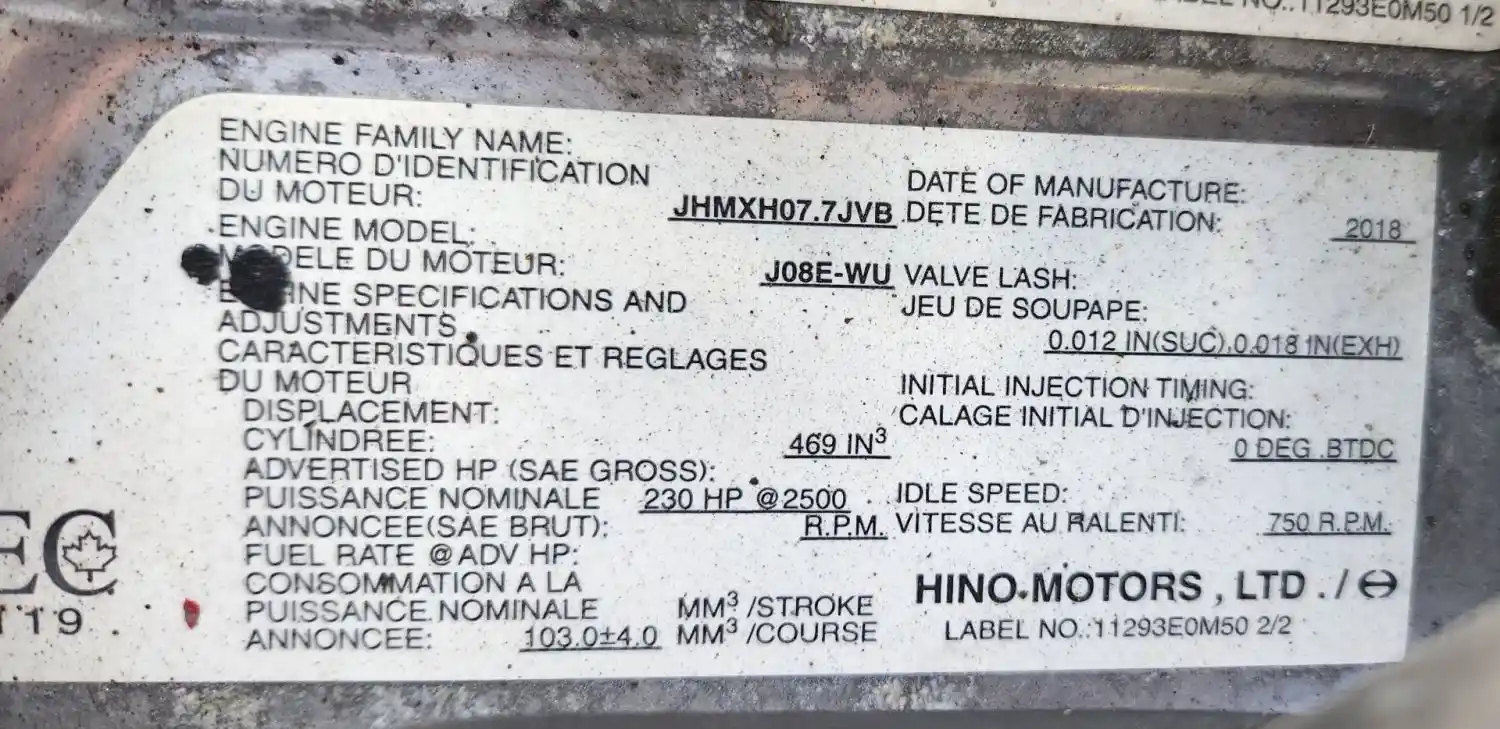 LABEL NO.:11293E0M50 1/2
ENGINE FAMILY NAME:
NUMERO D'IDENTIFICATION
DU MOTEUR: JHMXH07.7JVB
ENGINE MODEL:
MODELE DU MOTEUR: J08E-WU
ENGINE SPECIFICATIONS AND
ADJUSTMENTS
CARACTERISTIQUES ET REGLAGES
DU MOTEUR
DISPLACEMENT:
CYLINDREE: 469 IN³
ADVERTISED HP (SAE GROSS):
PUISSANCE NOMINALE 230 HP @2500
ANNONCEE(SAE BRUT): R.P.M.
FUEL RATE @ADV HP:
CONSOMMATION A LA
PUISSANCE NOMINALE MM³ /STROKE
ANNONCEE: 103.0±4.0 MM³ /COURSE
DATE OF MANUFACTURE:
DETE DE FABRICATION: 2018
VALVE LASH:
JEU DE SOUPAPE:
0.012 IN(SUC),0.018 IN(EXH)
INITIAL INJECTION TIMING:
CALAGE INITIAL D'INJECTION:
0 DEG .BTDC
IDLE SPEED:
VITESSE AU RALENTI: 750 R.P.M.
HINO MOTORS , LTD . /
LABEL NO.:11293E0M50 2/2
EC
119